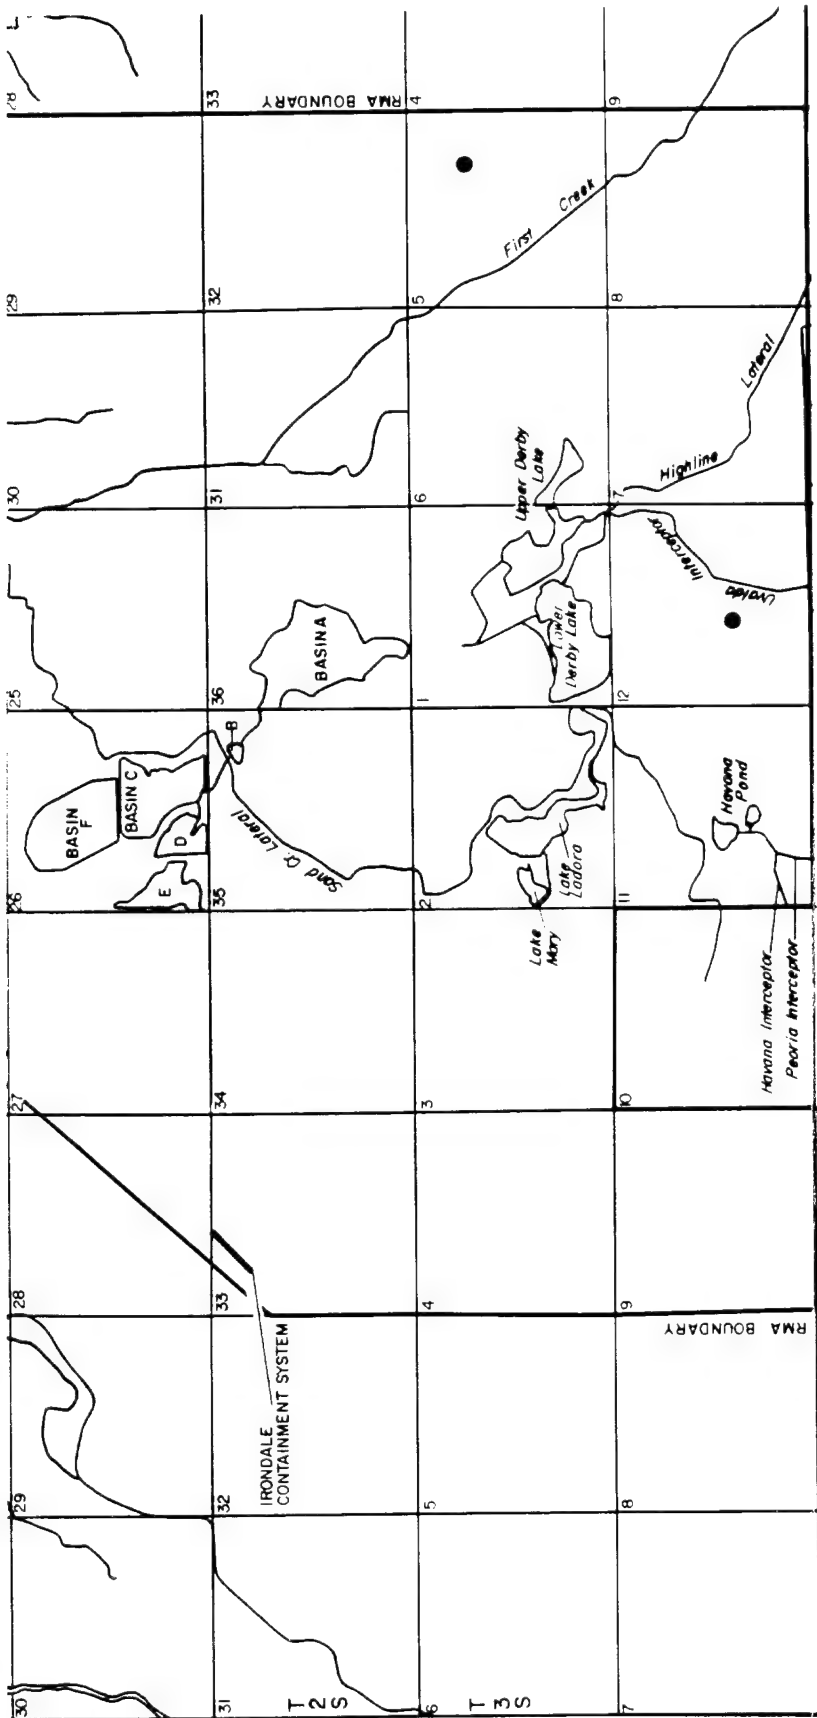 28
33
RMA BOUNDARY
4
9
First Creek
29
32
5
8
Highline Lateral
30
31
6
7
Upper Derby
Lake
Uvalda Interceptor
BASIN A
Lower
Derby Lake
25
36
1
12
B
BASIN C
BASIN
F
D
E
Sand Cr. Lateral
Havana
Pond
Lake
Ladora
Lake
Mary
26
35
2
11
Havana Interceptor
Peoria Interceptor
27
34
3
10
28
33
4
9
RMA BOUNDARY
IRONDALE
CONTAINMENT SYSTEM
29
32
5
8
30
31
T 2 S
6
T 3 S
7